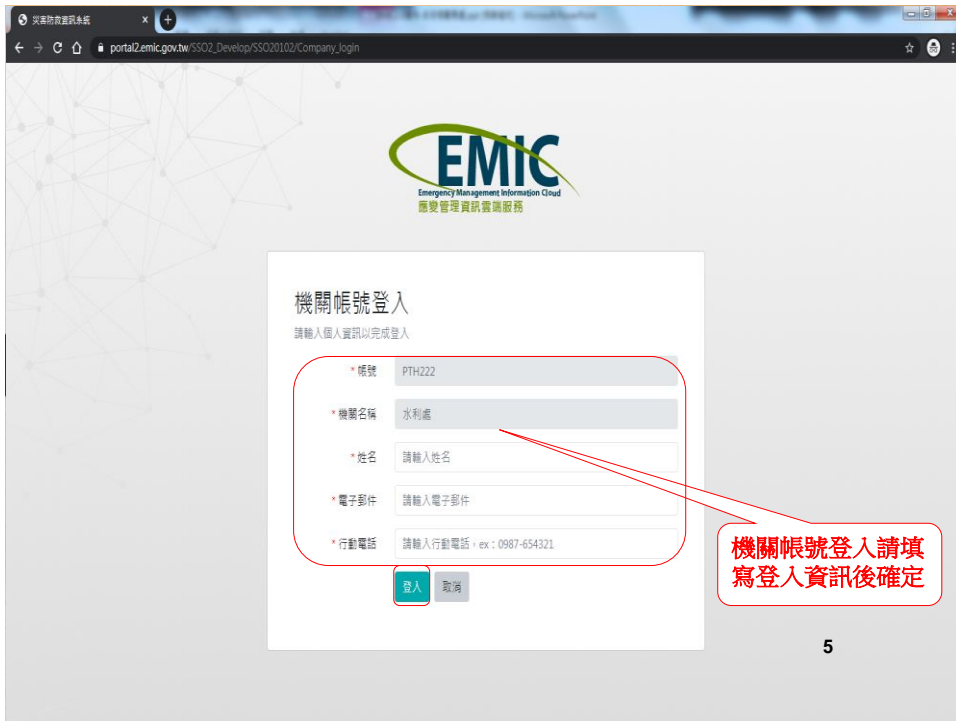 災害防救資訊系統
portal2.emic.gov.tw/SSO2_Develop/SSO20102/Company_login
EMIC
Emergency Management Information Cloud
應變管理資訊雲端服務
機關帳號登入
請輸入個人資訊以完成登入
* 帳號 PTH222
* 機關名稱 水利處
* 姓名 請輸入姓名
* 電子郵件 請輸入電子郵件
* 行動電話 請輸入行動電話，ex：0987-654321
登入 取消
機關帳號登入請填
寫登入資訊後確定
5